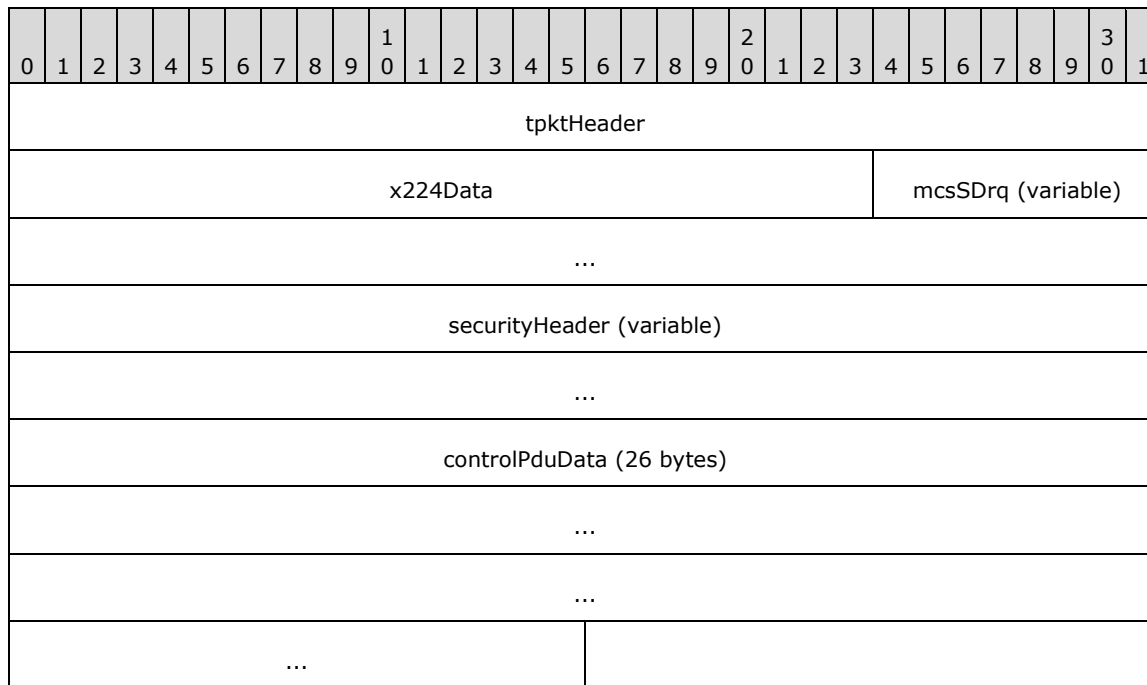 1 2 3
0 1 2 3 4 5 6 7 8 9 0 1 2 3 4 5 6 7 8 9 0 1 2 3 4 5 6 7 8 9 0 1
tpktHeader
x224Data mcsSDrq (variable)
...
securityHeader (variable)
...
controlPduData (26 bytes)
...
...
...